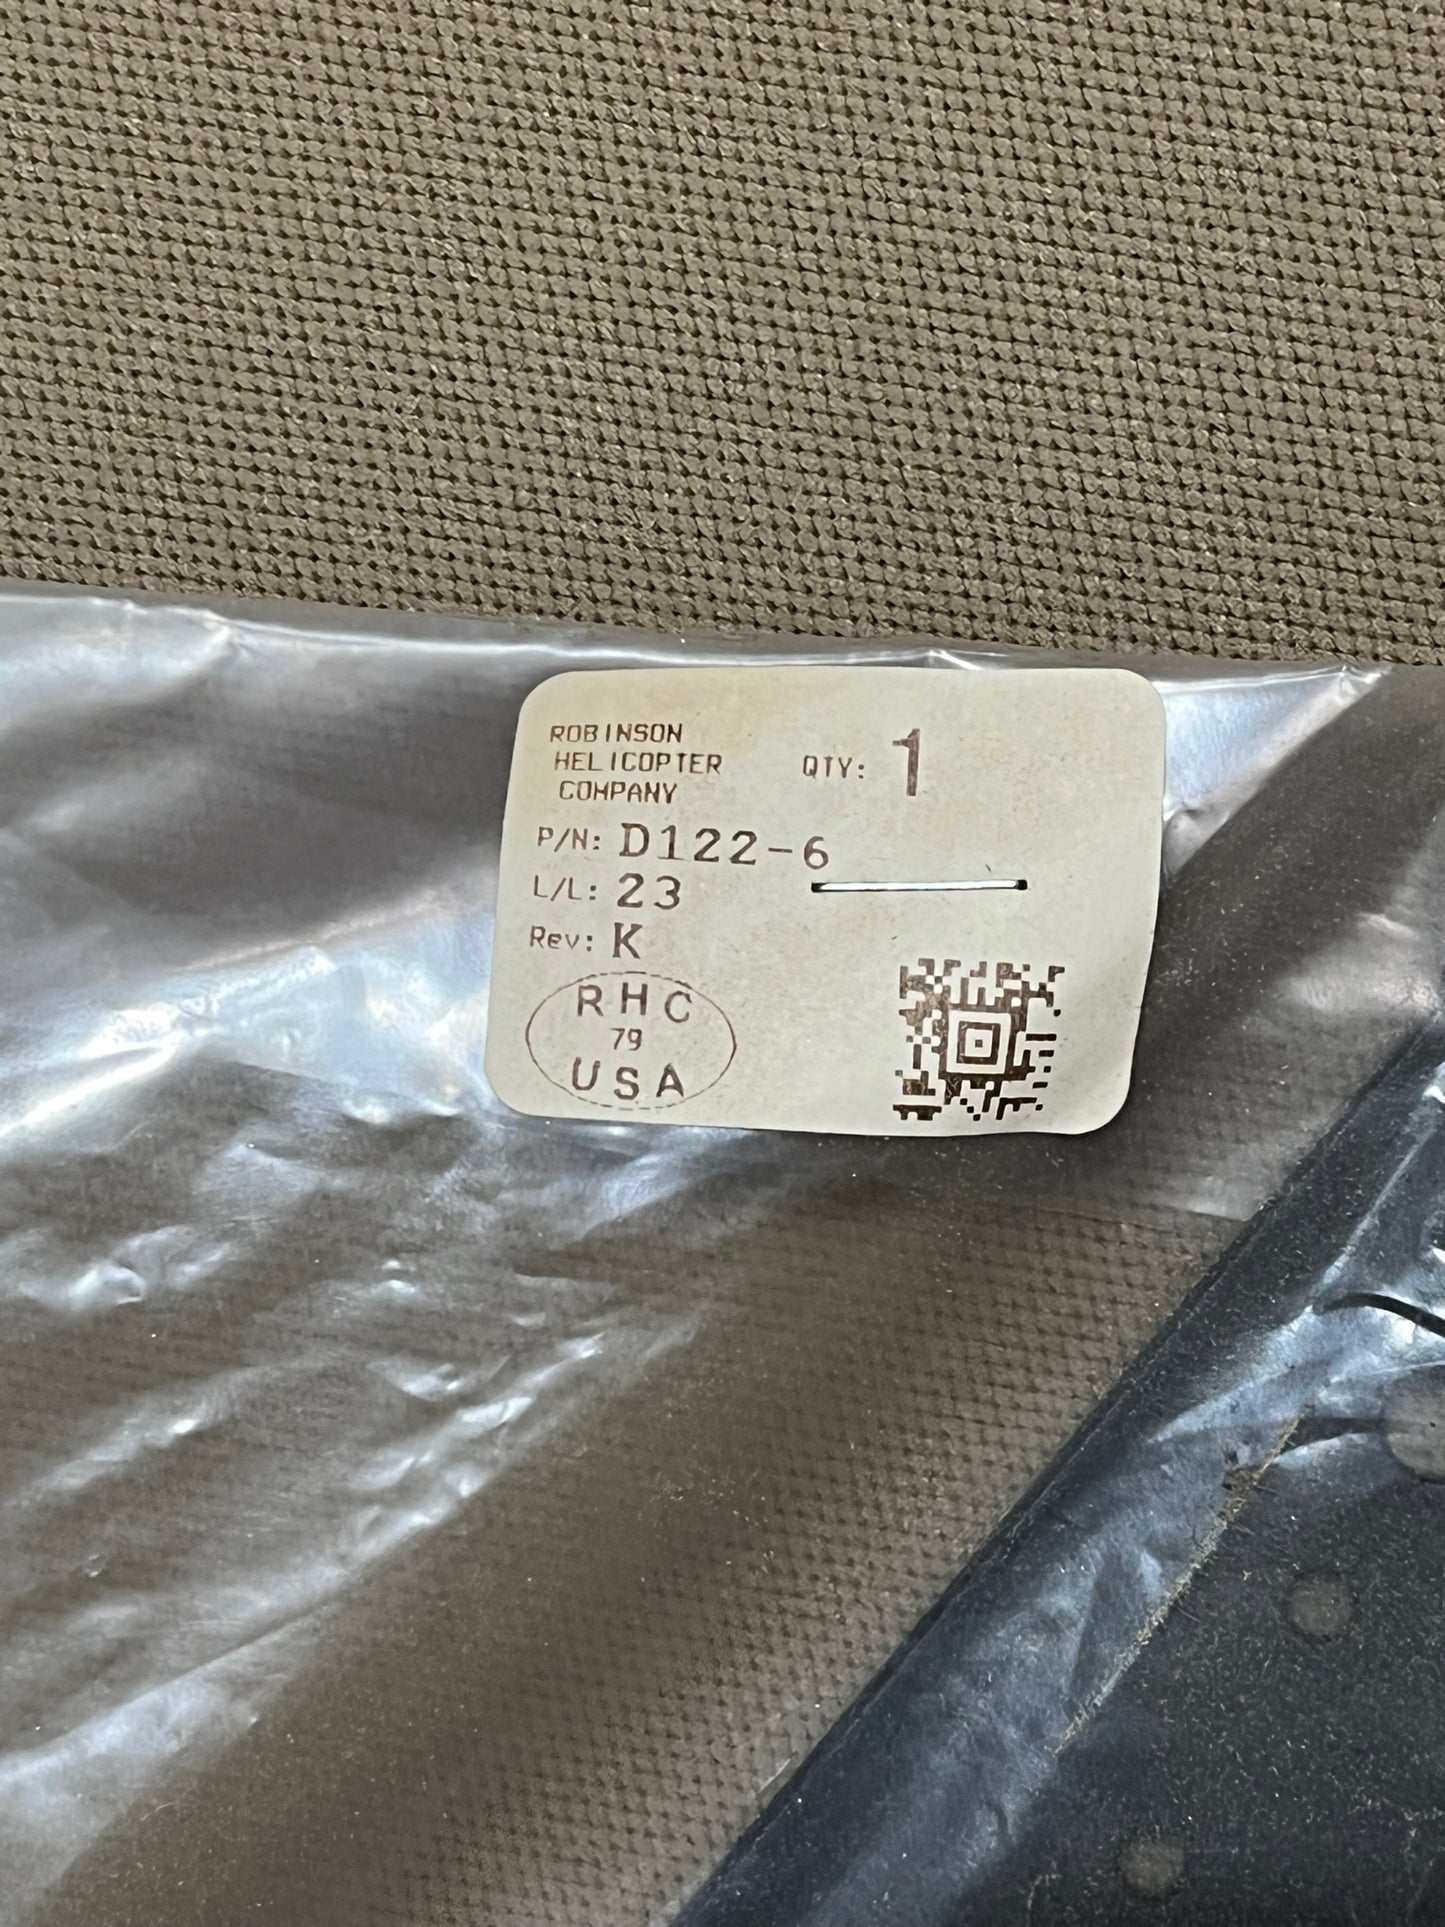 ROBINSON
HELICOPTER
COMPANY
QTY: 1
P/N: D122-6
L/L: 23
Rev: K
RHC
79
USA